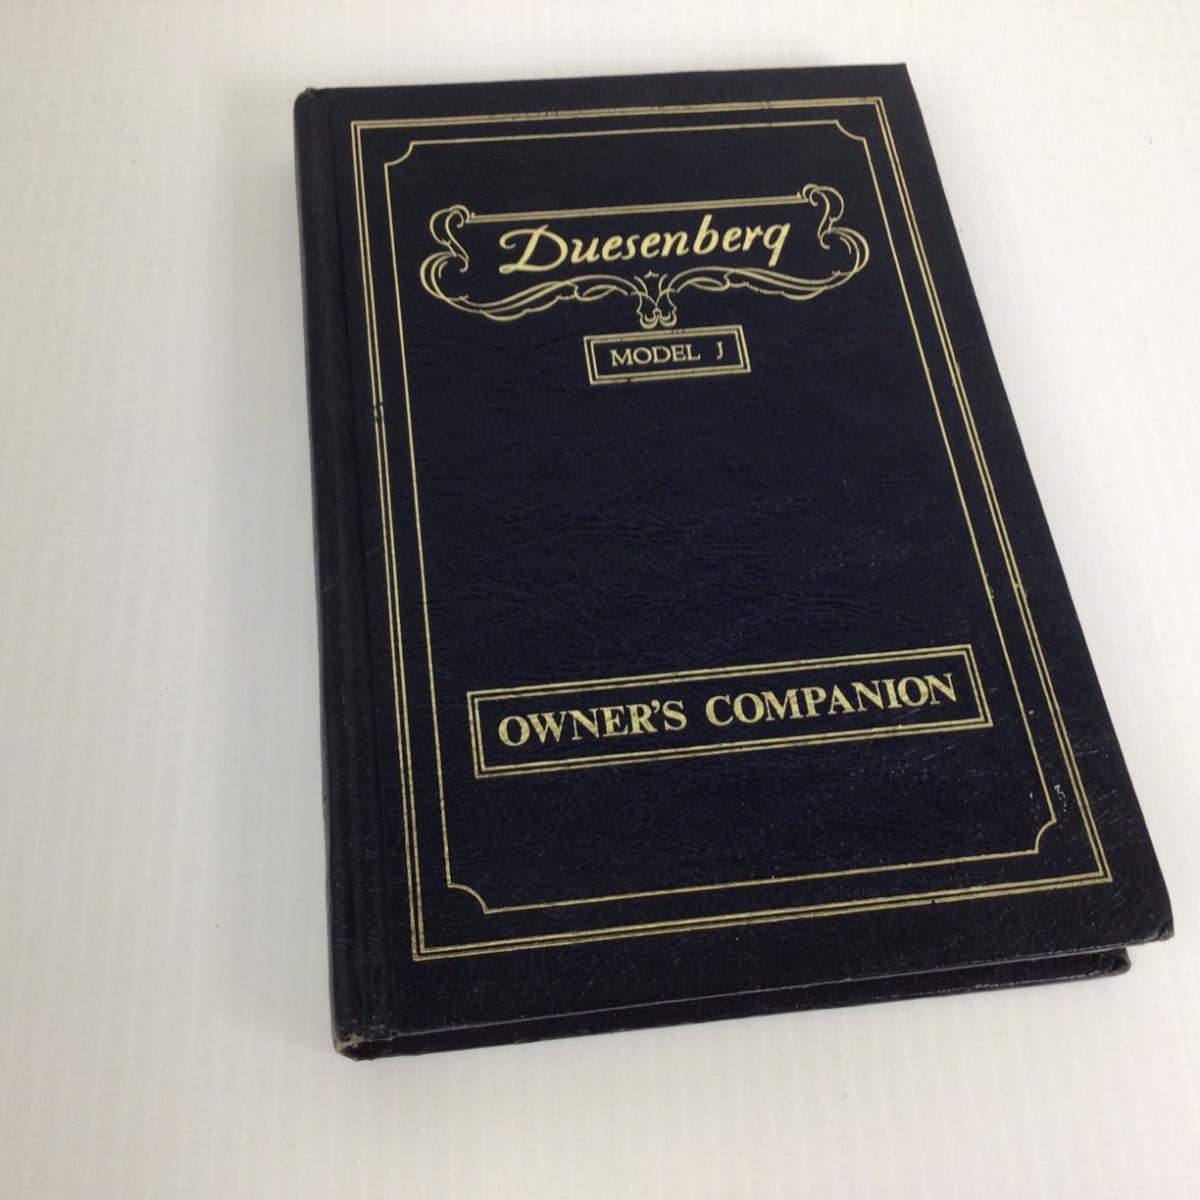 Duesenberg
MODEL J
OWNER'S COMPANION